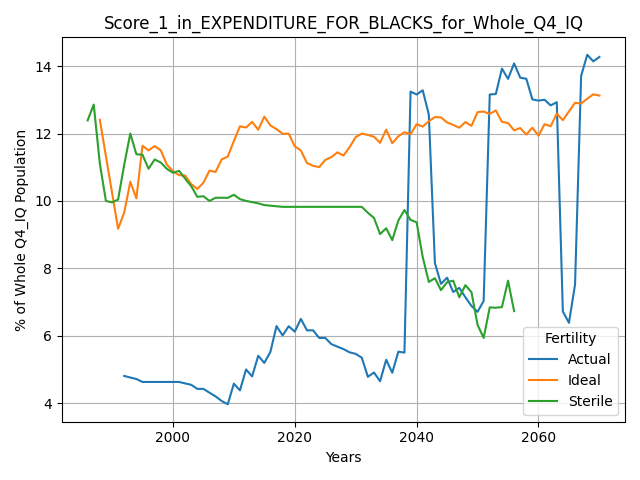 Score_1_in_EXPENDITURE_FOR_BLACKS_for_Whole_Q4_IQ
% of Whole Q4_IQ Population
14
12
10
8
6
4
Fertility
Actual
Ideal
Sterile
2000 2020 2040 2060
Years